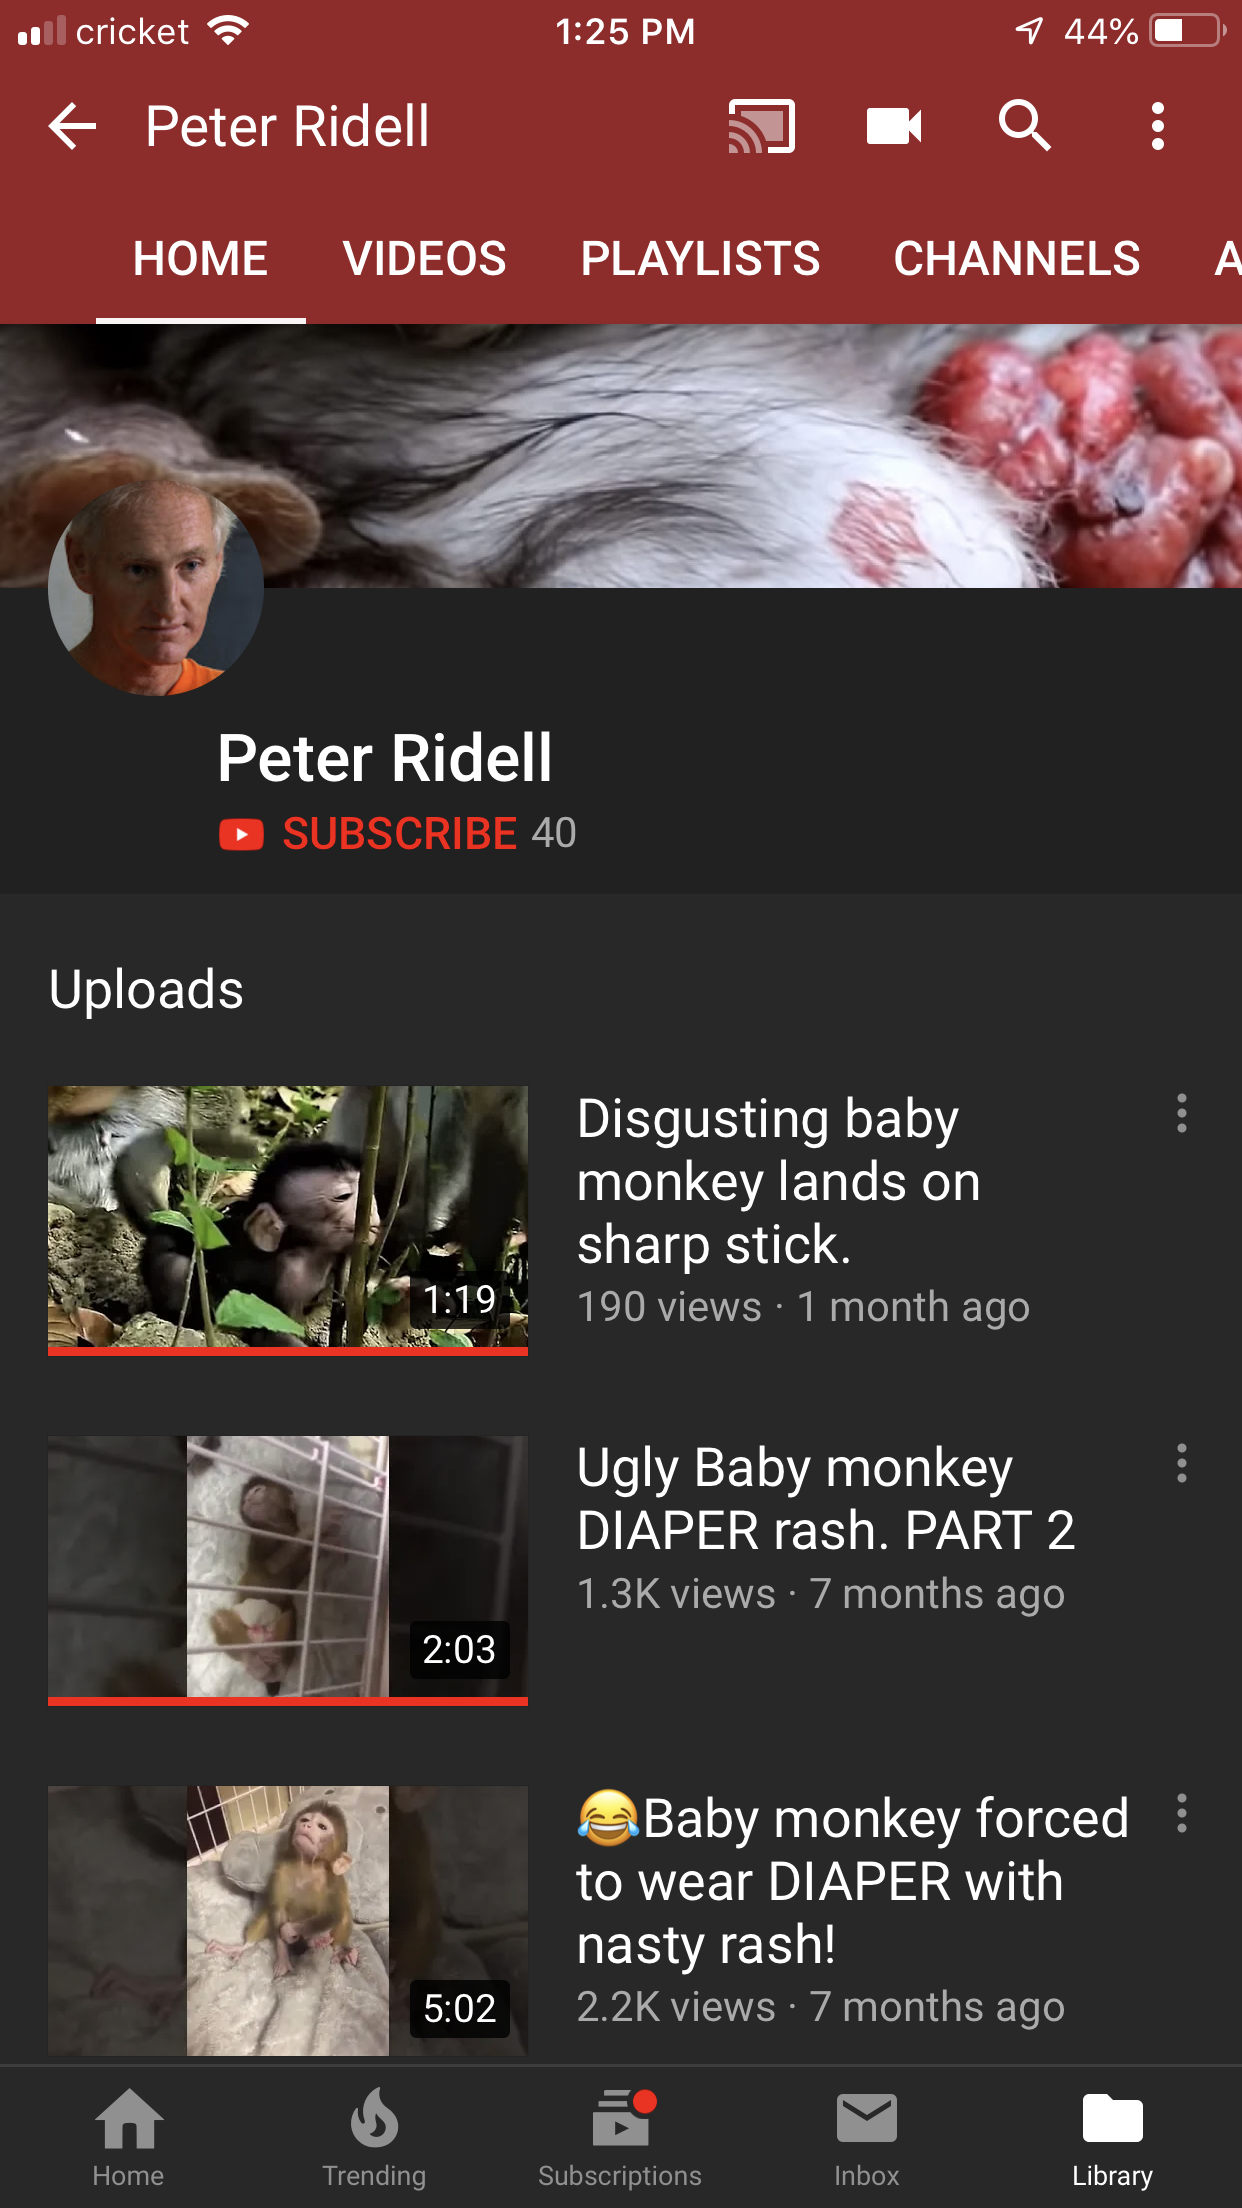 cricket 1:25 PM 44%
Peter Ridell
HOME VIDEOS PLAYLISTS CHANNELS A
Peter Ridell
SUBSCRIBE 40
Uploads
Disgusting baby
monkey lands on
sharp stick.
190 views · 1 month ago
1:19
Ugly Baby monkey
DIAPER rash. PART 2
1.3K views · 7 months ago
2:03
😂Baby monkey forced
to wear DIAPER with
nasty rash!
2.2K views · 7 months ago
5:02
Home Trending Subscriptions Inbox Library